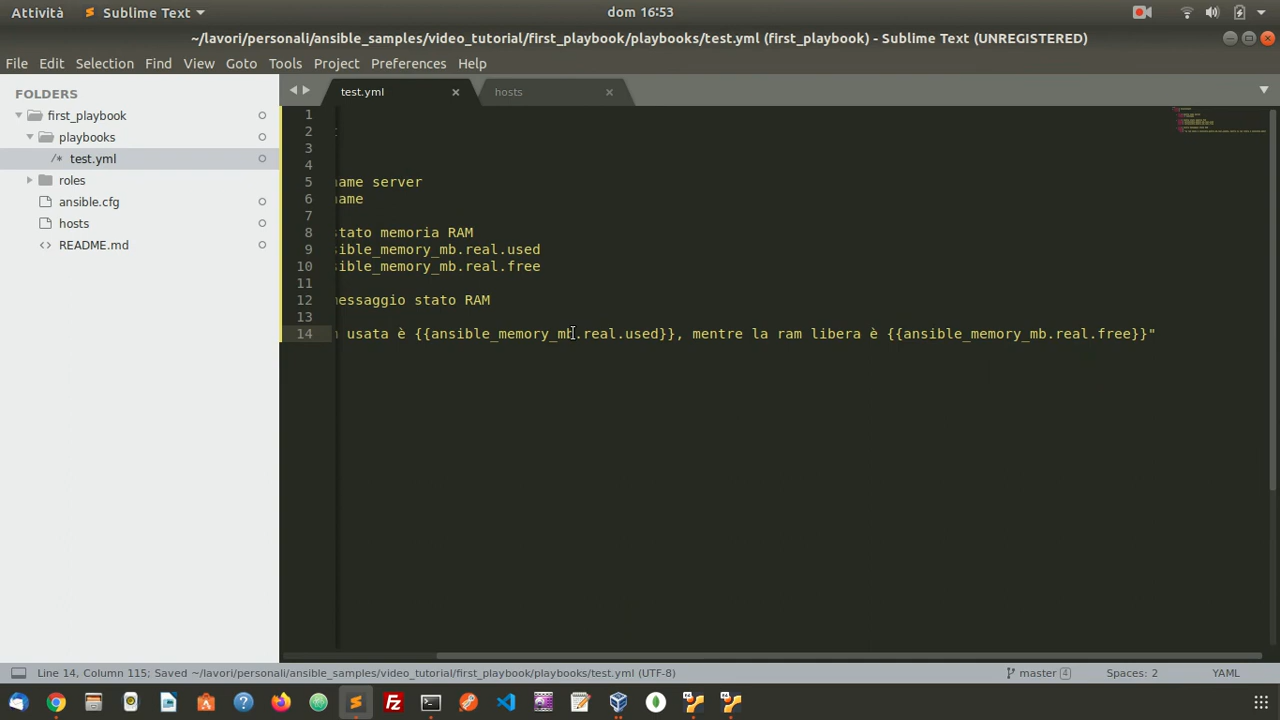 Attività
Sublime Text
dom 16:53
~/lavori/personali/ansible_samples/video_tutorial/first_playbook/playbooks/test.yml (first_playbook) - Sublime Text (UNREGISTERED)
File Edit Selection Find View Goto Tools Project Preferences Help
FOLDERS
first_playbook
playbooks
/* test.yml
roles
ansible.cfg
hosts
<> README.md
test.yml
hosts
1
2
3
4
5 name server
6 name
7
8 stato memoria RAM
9 sible_memory_mb.real.used
10 sible_memory_mb.real.free
11
12 messaggio stato RAM
13
14 usata è {{ansible_memory_mb.real.used}}, mentre la ram libera è {{ansible_memory_mb.real.free}}"
Line 14, Column 115; Saved ~/lavori/personali/ansible_samples/video_tutorial/first_playbook/playbooks/test.yml (UTF-8)
master 4
Spaces: 2
YAML